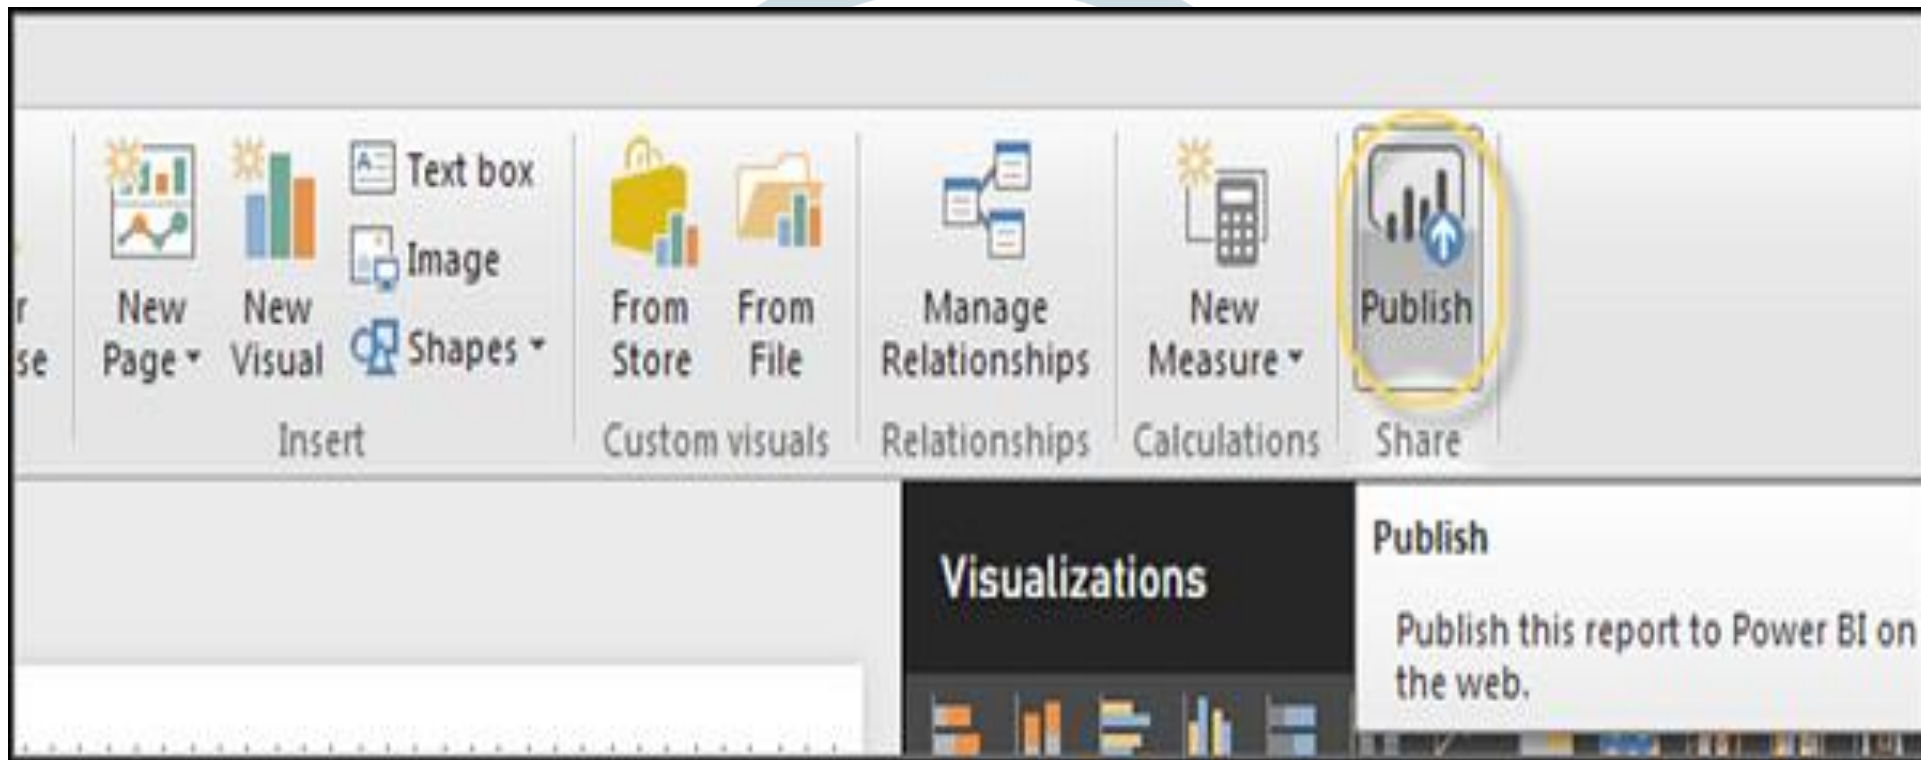 r
se
New
Page
New
Visual
Text box
Image
Shapes
Insert
From
Store
From
File
Custom visuals
Manage
Relationships
Relationships
New
Measure
Calculations
Publish
Share
Visualizations
Publish
Publish this report to Power BI on
the web.